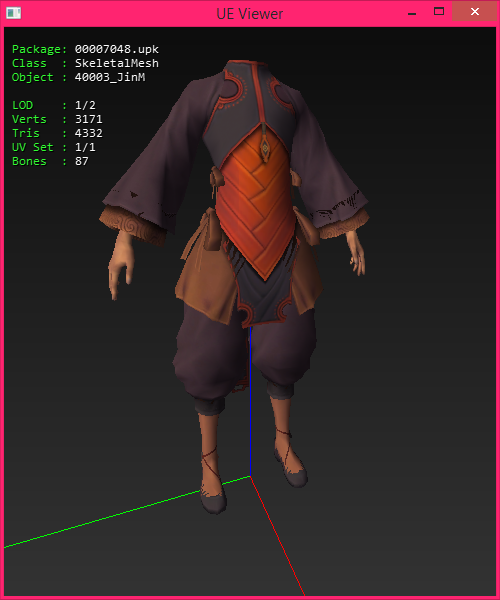 UE Viewer
Package: 00007048.upk
Class : SkeletalMesh
Object : 40003_JinM
LOD : 1/2
Verts : 3171
Tris : 4332
UV Set : 1/1
Bones : 87